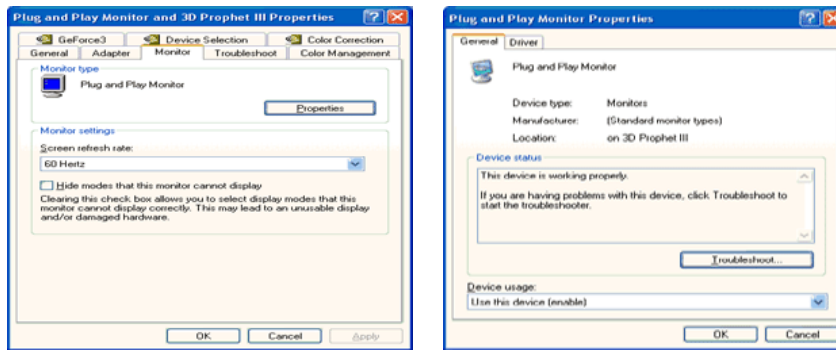 Plug and Play Monitor and 3D Prophet III Properties
GeForce3 Device Selection Color Correction
General Adapter Monitor Troubleshoot Color Management
Monitor type
Plug and Play Monitor
Properties
Monitor settings
Screen refresh rate:
60 Hertz
Hide modes that this monitor cannot display
Clearing this check box allows you to select display modes that this
monitor cannot display correctly. This may lead to an unusable display
and/or damaged hardware.
OK Cancel Apply
Plug and Play Monitor Properties
General Driver
Plug and Play Monitor
Device type: Monitors
Manufacturer: (Standard monitor types)
Location: on 3D Prophet III
Device status
This device is working properly.
If you are having problems with this device, click Troubleshoot to
start the troubleshooter.
Troubleshoot...
Device usage:
Use this device (enable)
OK Cancel